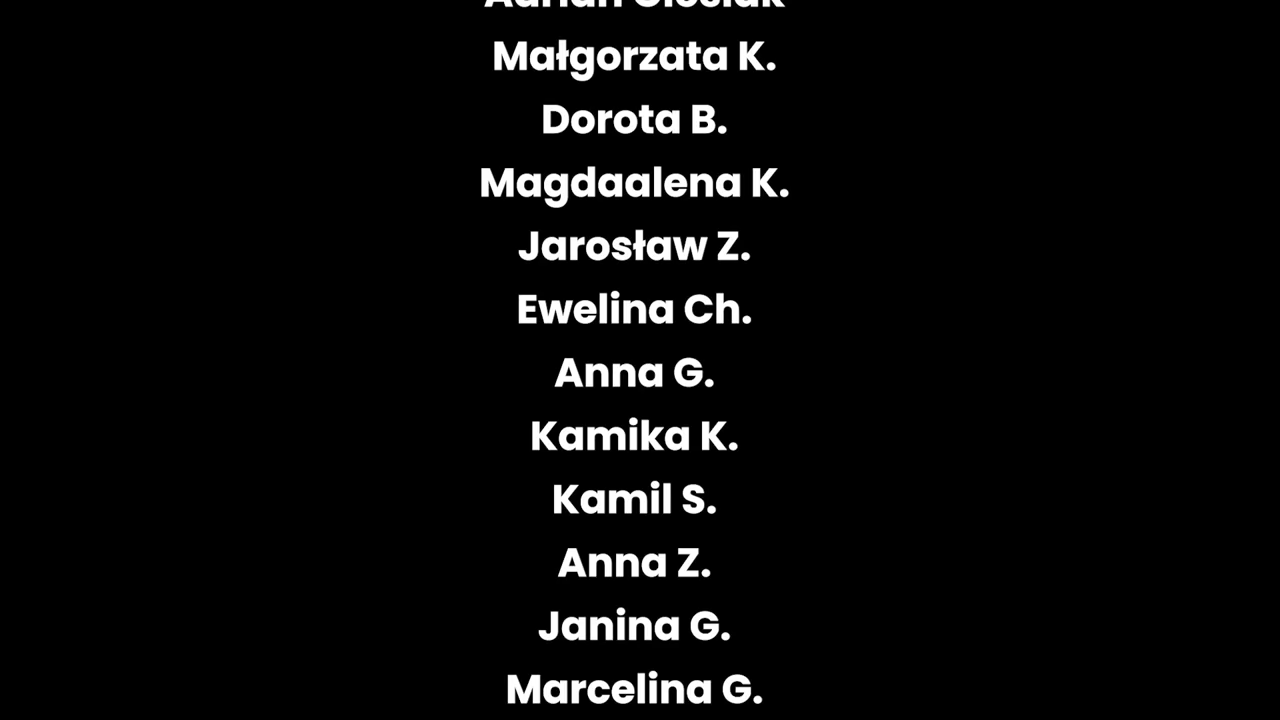 Małgorzata K.
Dorota B.
Magdaalena K.
Jarosław Z.
Ewelina Ch.
Anna G.
Kamika K.
Kamil S.
Anna Z.
Janina G.
Marcelina G.